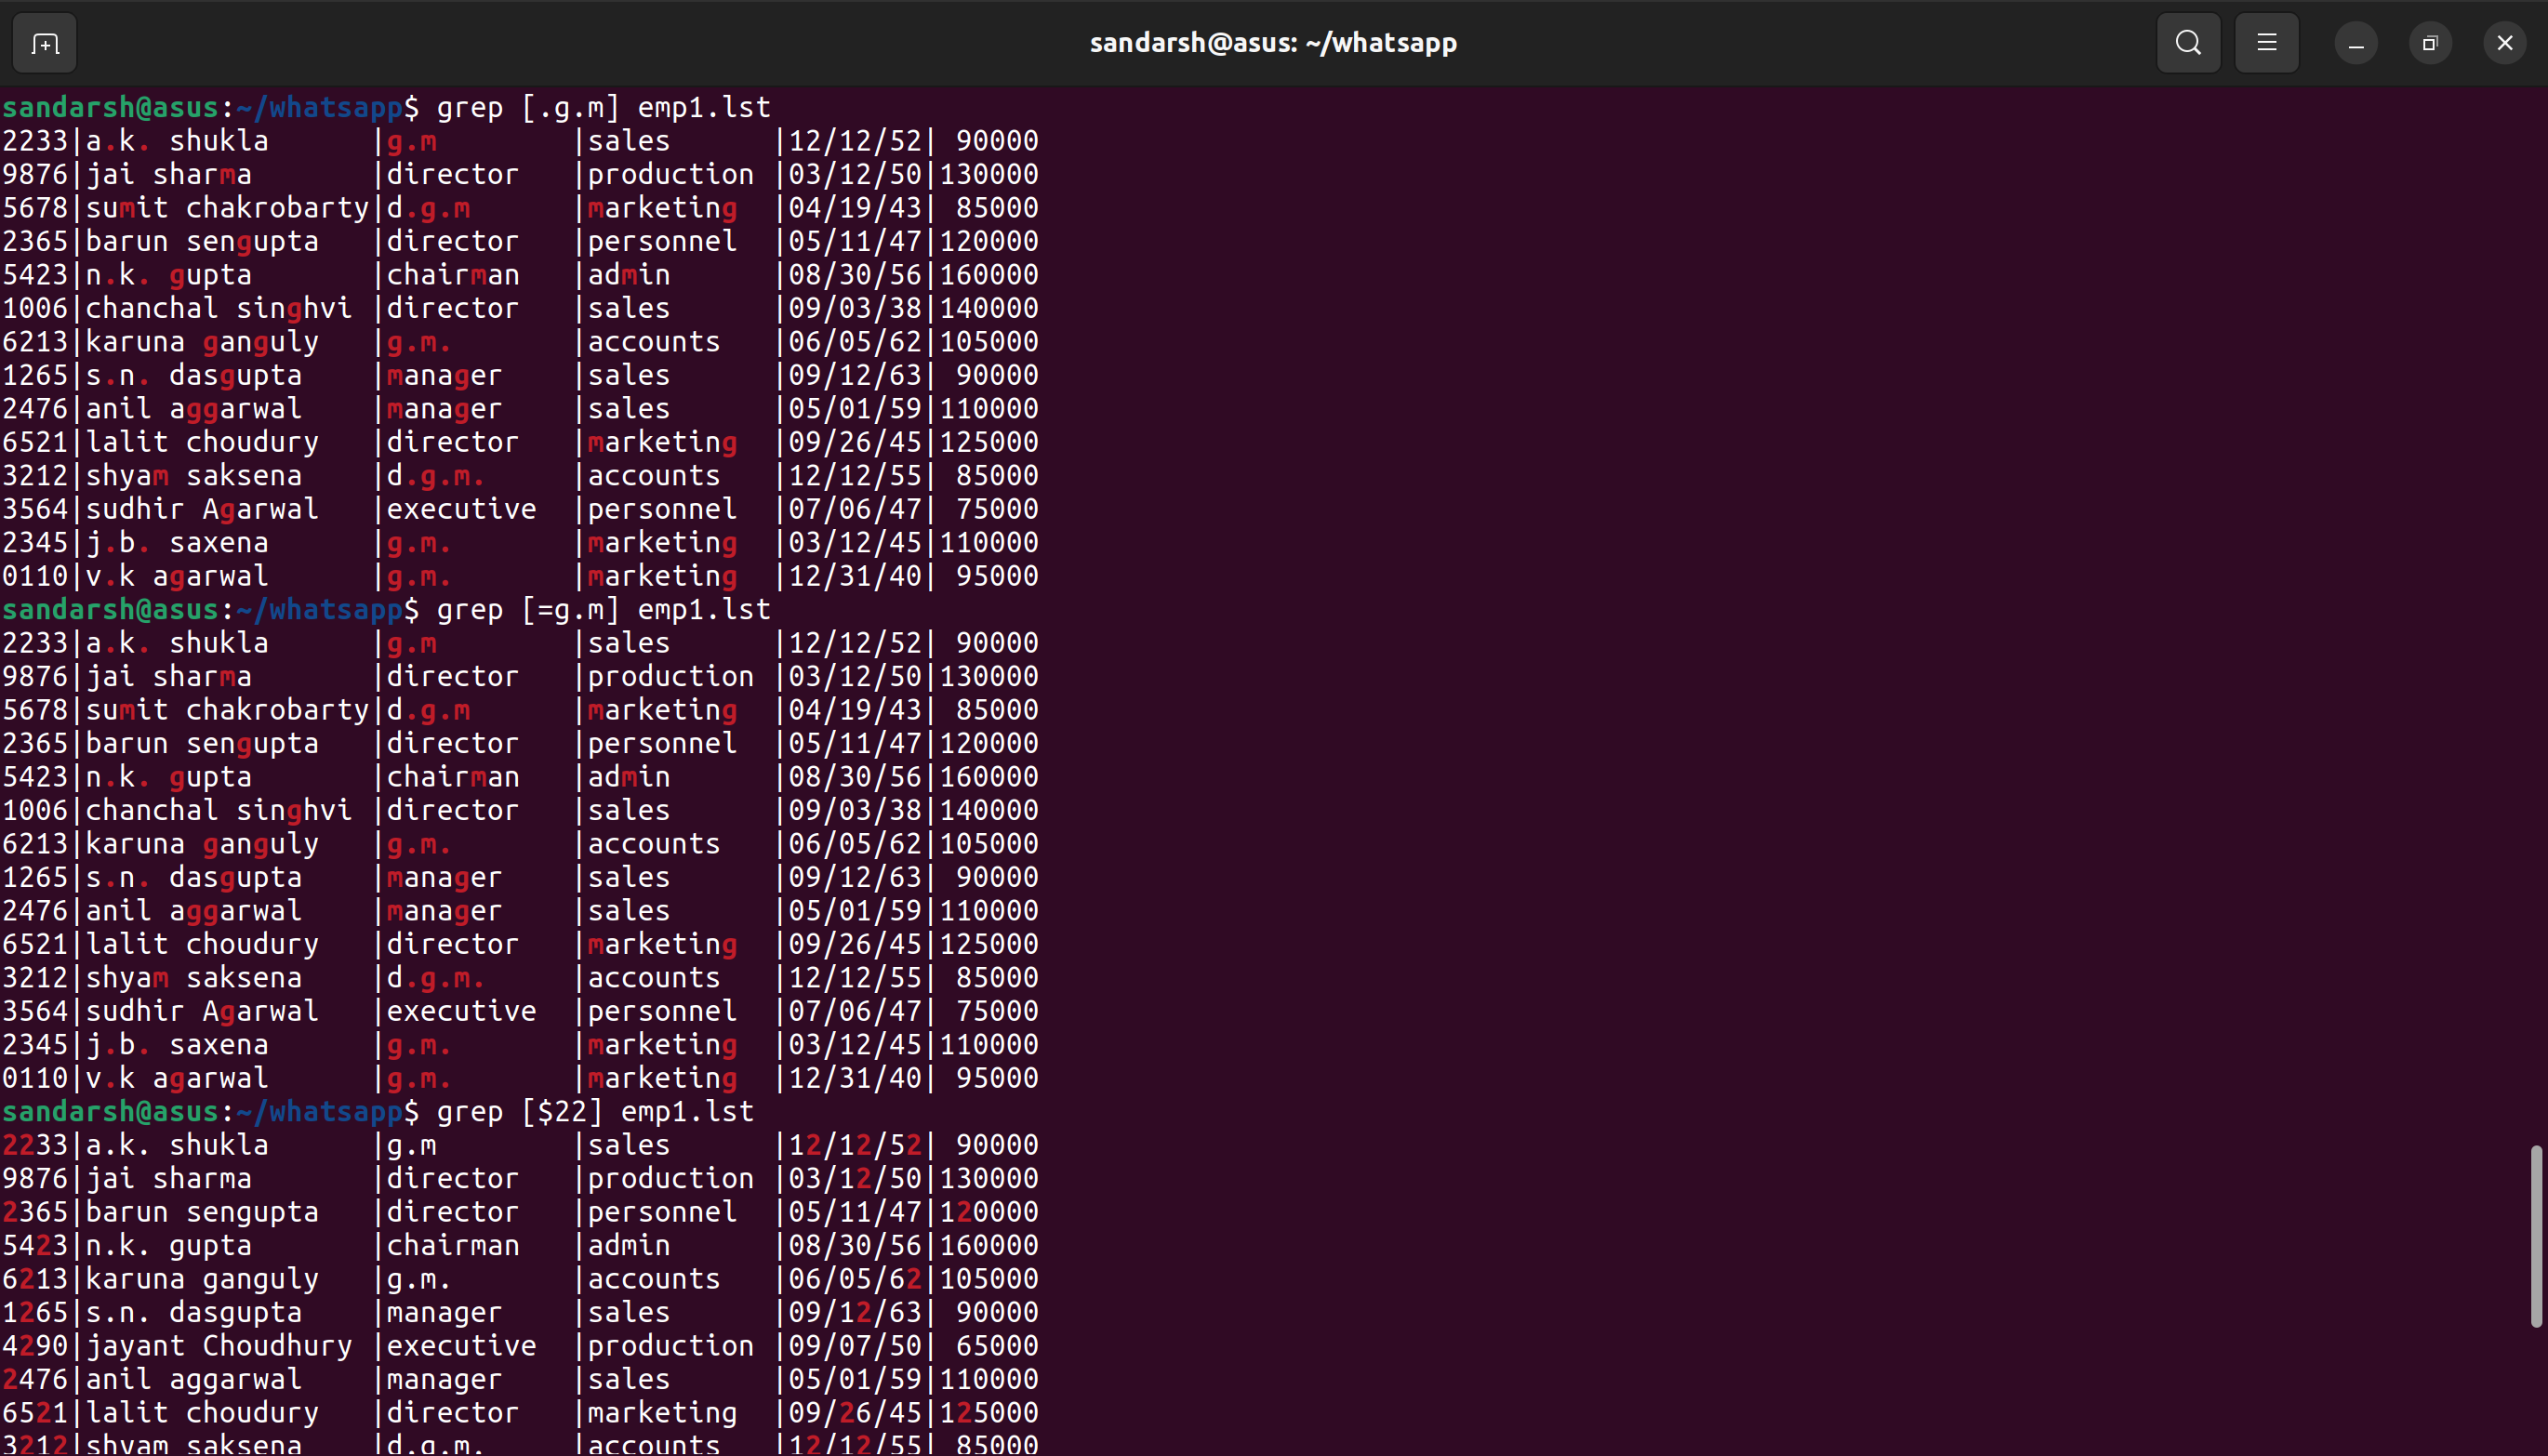 sandarsh@asus: ~/whatsapp
sandarsh@asus:~/whatsapp$ grep [.g.m] emp1.lst
2233|a.k. shukla      |g.m        |sales      |12/12/52| 90000
9876|jai sharma       |director   |production |03/12/50|130000
5678|sumit chakrobarty|d.g.m      |marketing  |04/19/43| 85000
2365|barun sengupta   |director   |personnel  |05/11/47|120000
5423|n.k. gupta       |chairman   |admin      |08/30/56|160000
1006|chanchal singhvi |director   |sales      |09/03/38|140000
6213|karuna ganguly   |g.m.       |accounts   |06/05/62|105000
1265|s.n. dasgupta    |manager    |sales      |09/12/63| 90000
2476|anil aggarwal    |manager    |sales      |05/01/59|110000
6521|lalit choudury   |director   |marketing  |09/26/45|125000
3212|shyam saksena    |d.g.m.     |accounts   |12/12/55| 85000
3564|sudhir Agarwal   |executive  |personnel  |07/06/47| 75000
2345|j.b. saxena      |g.m.       |marketing  |03/12/45|110000
0110|v.k agarwal      |g.m.       |marketing  |12/31/40| 95000
sandarsh@asus:~/whatsapp$ grep [=g.m] emp1.lst
2233|a.k. shukla      |g.m        |sales      |12/12/52| 90000
9876|jai sharma       |director   |production |03/12/50|130000
5678|sumit chakrobarty|d.g.m      |marketing  |04/19/43| 85000
2365|barun sengupta   |director   |personnel  |05/11/47|120000
5423|n.k. gupta       |chairman   |admin      |08/30/56|160000
1006|chanchal singhvi |director   |sales      |09/03/38|140000
6213|karuna ganguly   |g.m.       |accounts   |06/05/62|105000
1265|s.n. dasgupta    |manager    |sales      |09/12/63| 90000
2476|anil aggarwal    |manager    |sales      |05/01/59|110000
6521|lalit choudury   |director   |marketing  |09/26/45|125000
3212|shyam saksena    |d.g.m.     |accounts   |12/12/55| 85000
3564|sudhir Agarwal   |executive  |personnel  |07/06/47| 75000
2345|j.b. saxena      |g.m.       |marketing  |03/12/45|110000
0110|v.k agarwal      |g.m.       |marketing  |12/31/40| 95000
sandarsh@asus:~/whatsapp$ grep [$22] emp1.lst
2233|a.k. shukla      |g.m        |sales      |12/12/52| 90000
9876|jai sharma       |director   |production |03/12/50|130000
2365|barun sengupta   |director   |personnel  |05/11/47|120000
5423|n.k. gupta       |chairman   |admin      |08/30/56|160000
6213|karuna ganguly   |g.m.       |accounts   |06/05/62|105000
1265|s.n. dasgupta    |manager    |sales      |09/12/63| 90000
4290|jayant Choudhury |executive  |production |09/07/50| 65000
2476|anil aggarwal    |manager    |sales      |05/01/59|110000
6521|lalit choudury   |director   |marketing  |09/26/45|125000
3212|shyam saksena    |d.g.m.     |accounts   |12/12/55| 85000